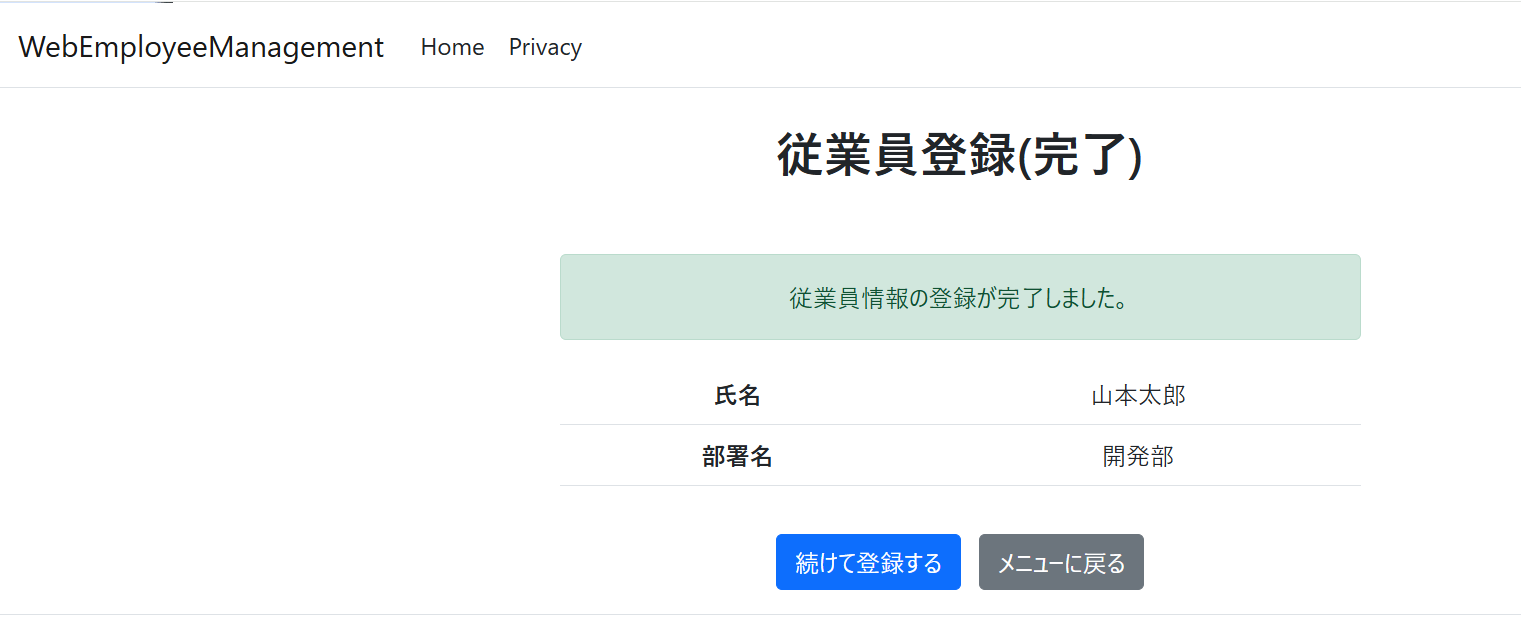 WebEmployeeManagement Home Privacy
従業員登録(完了)
従業員情報の登録が完了しました。
氏名 山本太郎
部署名 開発部
続けて登録する メニューに戻る